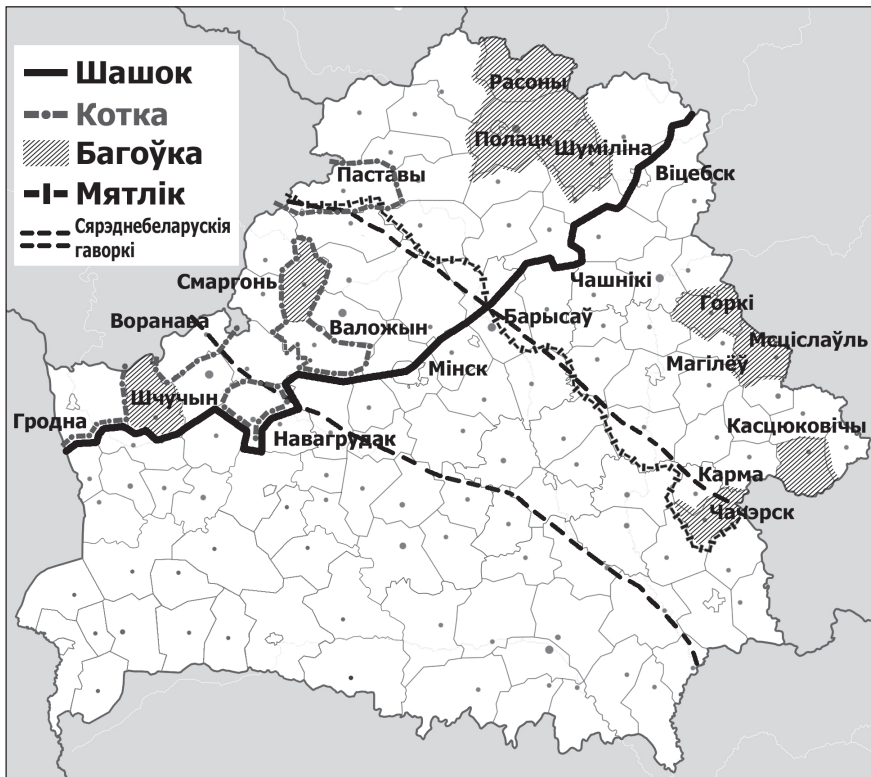 Шашок
Котка
Багоўка
Мятлік
Сярэднебеларускія
гаворкі
Расоны
Полацк
Шуміліна
Віцебск
Паставы
Чашнікі
Смаргонь
Горкі
Воранава
Валожын
Барысаў
Мсціслаўль
Мінск
Магілёў
Шчучын
Гродна
Навагрудак
Касцюковічы
Карма
Чачэрск